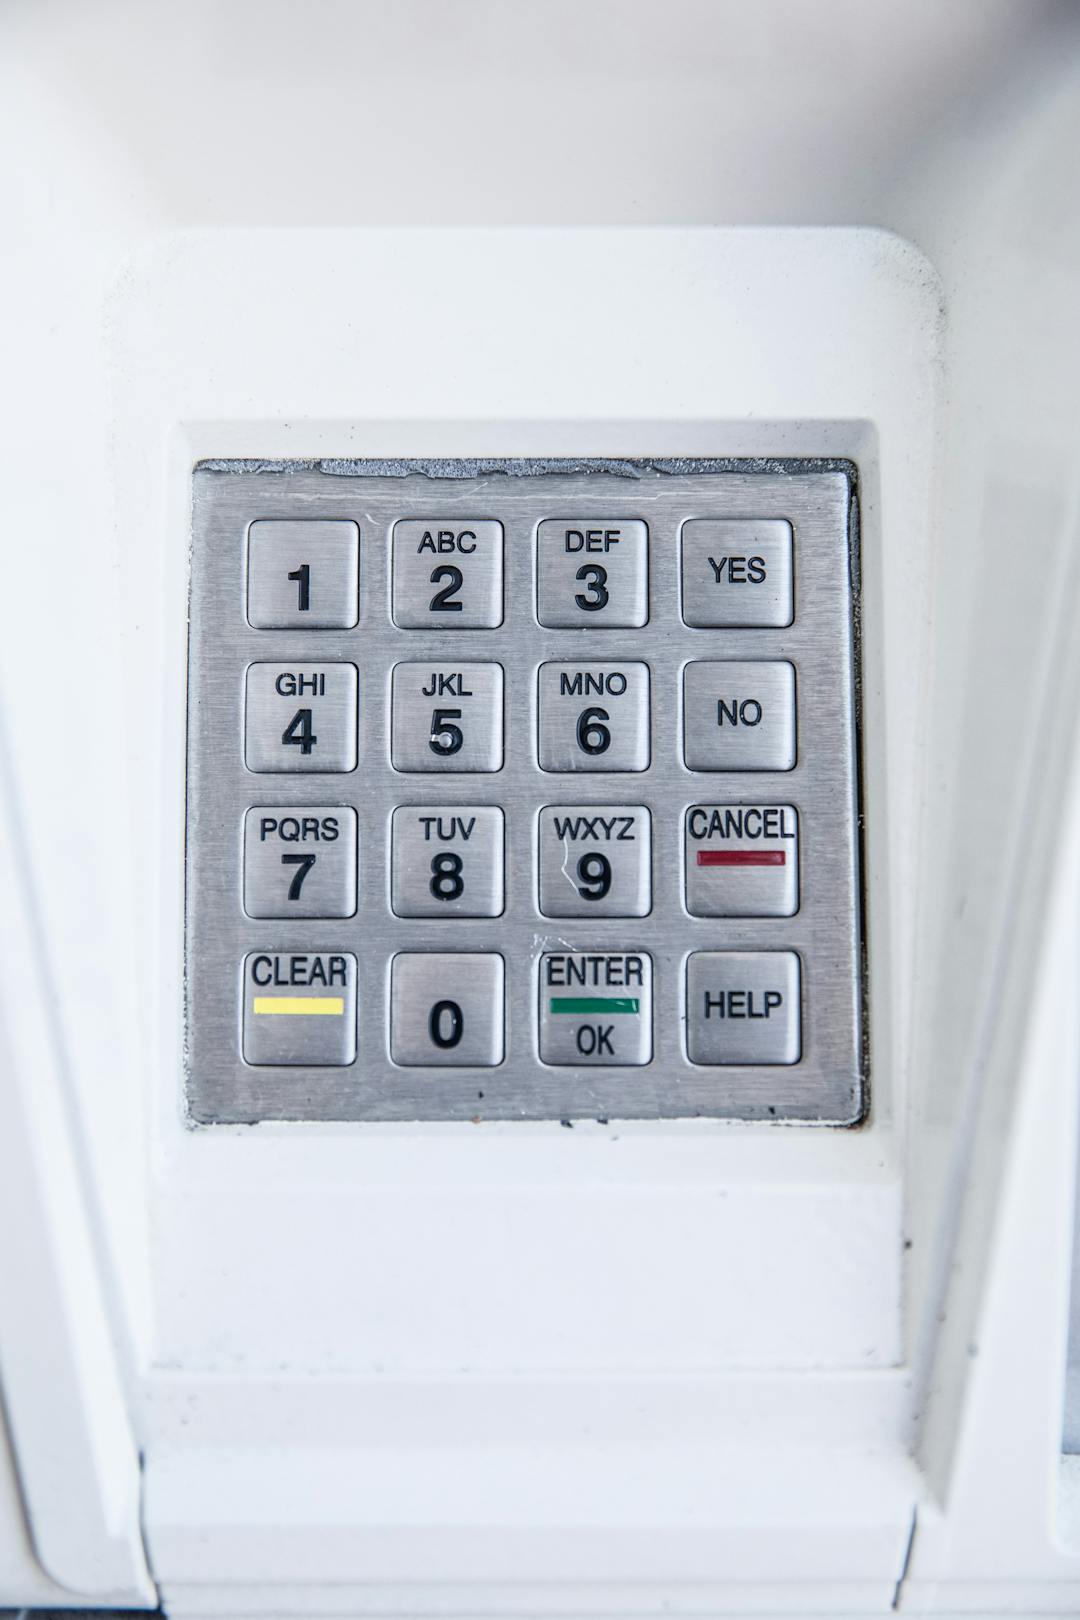 1
ABC
2
DEF
3
YES
GHI
4
JKL
5
MNO
6
NO
PQRS
7
TUV
8
WXYZ
9
CANCEL
CLEAR
0
ENTER
OK
HELP